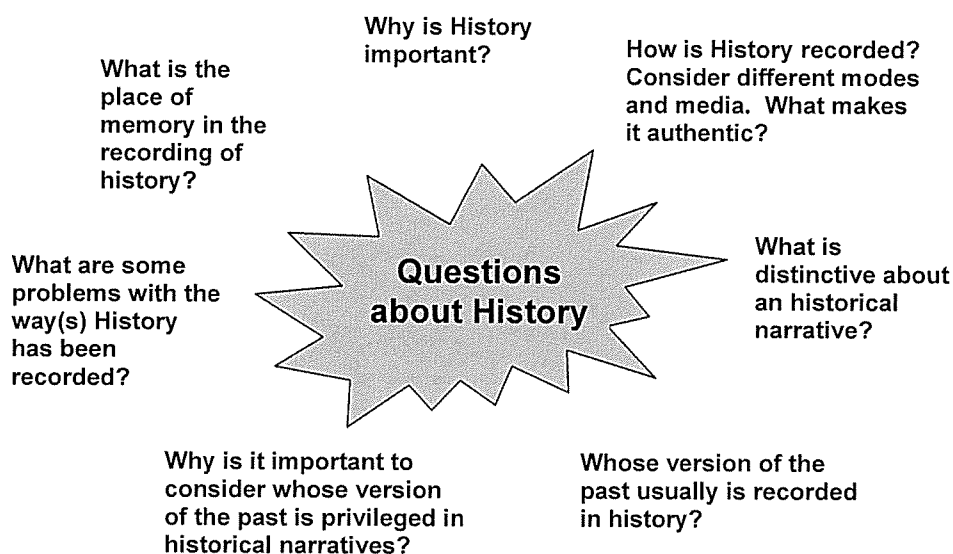 Why is History
important?
How is History recorded?
Consider different modes
and media. What makes
it authentic?
What is the
place of
memory in the
recording of
history?
Questions
about History
What is
distinctive about
an historical
narrative?
What are some
problems with the
way(s) History
has been
recorded?
Why is it important to
consider whose version
of the past is privileged in
historical narratives?
Whose version of the
past usually is recorded
in history?